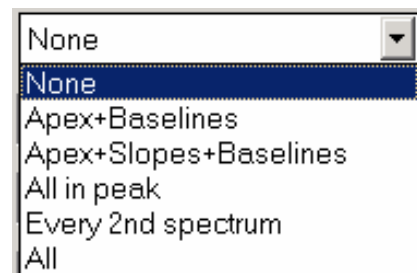 None
None
Apex+Baselines
Apex+Slopes+Baselines
All in peak
Every 2nd spectrum
All